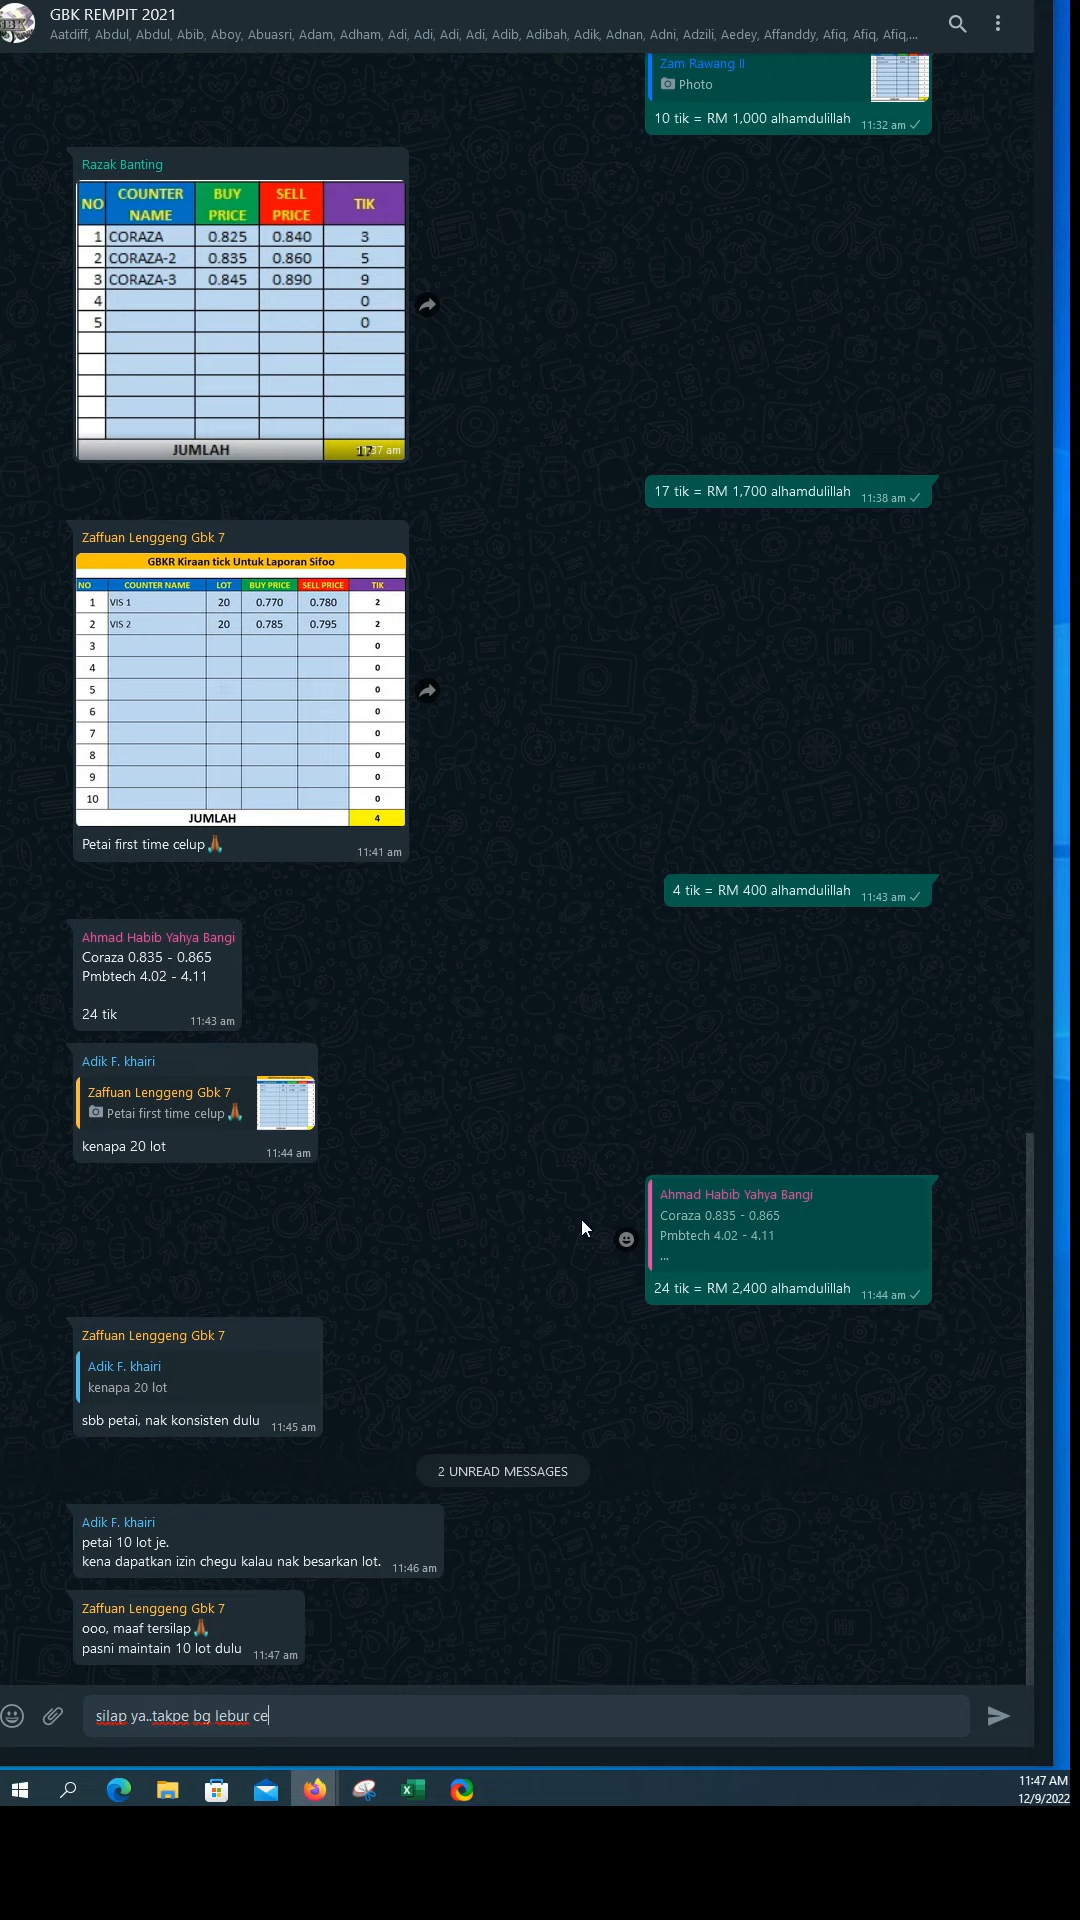 GBK REMPIT 2021
Aatdiff, Abdul, Abdul, Abib, Aboy, Abuasri, Adam, Adham, Adi, Adi, Adi, Adi, Adib, Adibah, Adik, Adnan, Adni, Adzili, Aedey, Affanddy, Afiq, Afiq, Afiq,...
Zam Rawang II
Photo
10 tik = RM 1,000 alhamdulillah 11:32 am
Razak Banting
NO COUNTER NAME BUY PRICE SELL PRICE TIK
1 CORAZA 0.825 0.840 3
2 CORAZA-2 0.835 0.860 5
3 CORAZA-3 0.845 0.890 9
4 0
5 0
JUMLAH 17
11:37 am
17 tik = RM 1,700 alhamdulillah 11:38 am
Zaffuan Lenggeng Gbk 7
GBKR Kiraan tick Untuk Laporan Sifoo
NO COUNTER NAME LOT BUY PRICE SELL PRICE TIK
1 VIS 1 20 0.770 0.780 2
2 VIS 2 20 0.785 0.795 2
3 0
4 0
5 0
6 0
7 0
8 0
9 0
10 0
JUMLAH 4
Petai first time celup🙏🏾 11:41 am
4 tik = RM 400 alhamdulillah 11:43 am
Ahmad Habib Yahya Bangi
Coraza 0.835 - 0.865
Pmbtech 4.02 - 4.11
24 tik 11:43 am
Adik F. khairi
Zaffuan Lenggeng Gbk 7
Petai first time celup🙏🏾
kenapa 20 lot 11:44 am
Ahmad Habib Yahya Bangi
Coraza 0.835 - 0.865
Pmbtech 4.02 - 4.11
...
24 tik = RM 2,400 alhamdulillah 11:44 am
Zaffuan Lenggeng Gbk 7
Adik F. khairi
kenapa 20 lot
sbb petai, nak konsisten dulu 11:45 am
2 UNREAD MESSAGES
Adik F. khairi
petai 10 lot je.
kena dapatkan izin chegu kalau nak besarkan lot. 11:46 am
Zaffuan Lenggeng Gbk 7
ooo, maaf tersilap🙏🏾
pasni maintain 10 lot dulu 11:47 am
silap ya..takpe bg lebur ce
11:47 AM
12/9/2022